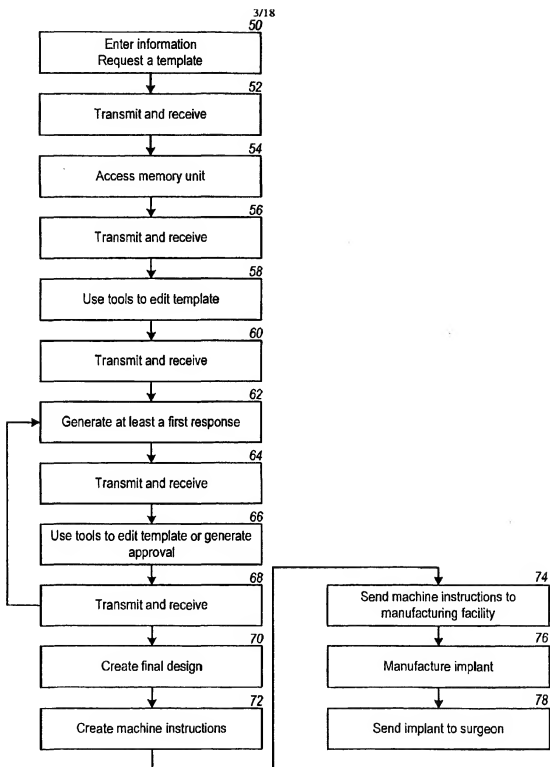 3/18
50
Enter information
Request a template
52
Transmit and receive
54
Access memory unit
56
Transmit and receive
58
Use tools to edit template
60
Transmit and receive
62
Generate at least a first response
64
Transmit and receive
66
Use tools to edit template or generate
approval
68
Transmit and receive
70
Create final design
72
Create machine instructions
74
Send machine instructions to
manufacturing facility
76
Manufacture implant
78
Send implant to surgeon